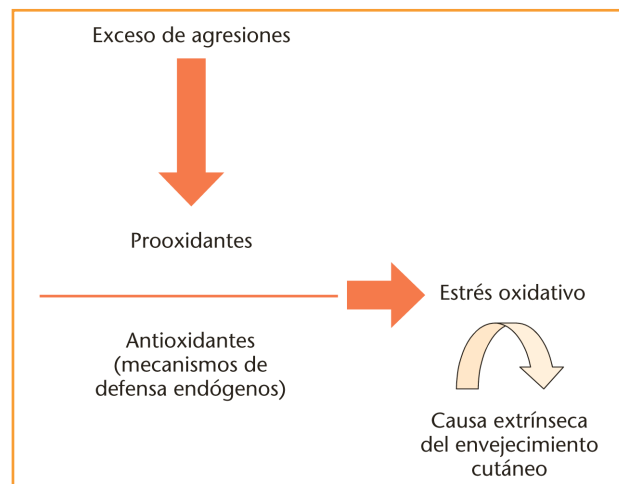 Exceso de agresiones
Prooxidantes
Antioxidantes
(mecanismos de
defensa endógenos)
Estrés oxidativo
Causa extrínseca
del envejecimiento
cutáneo